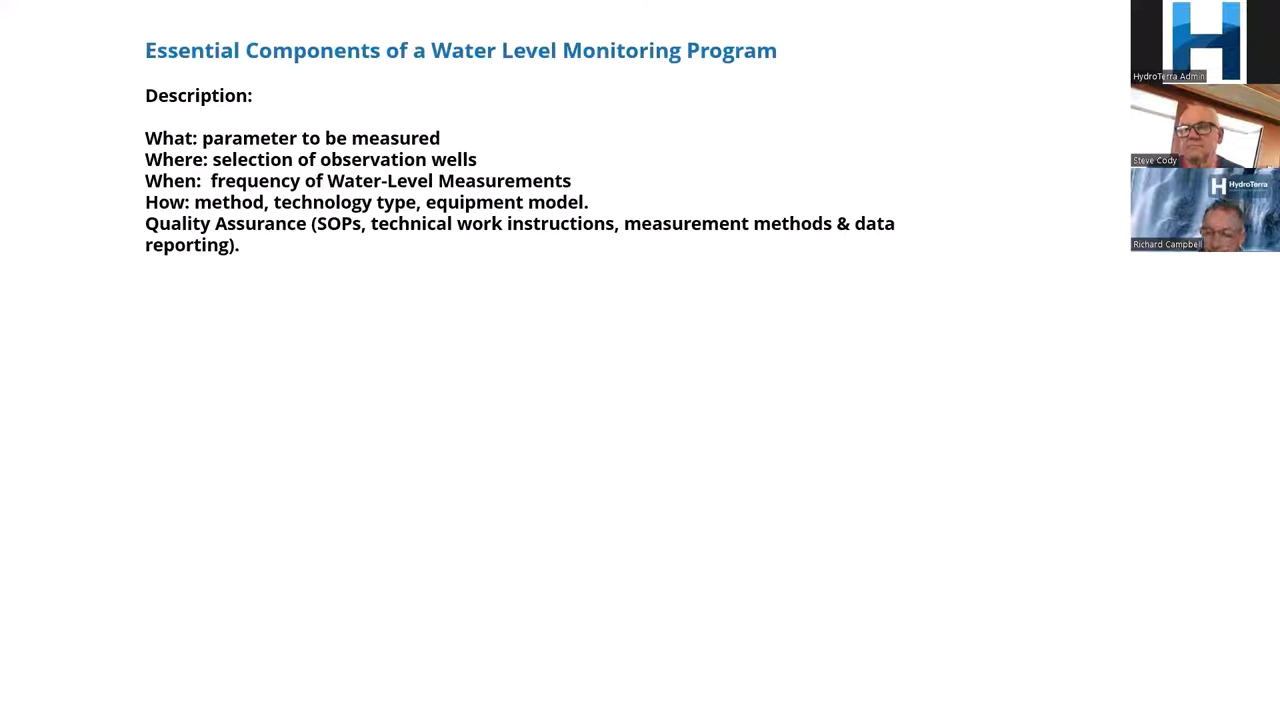 Essential Components of a Water Level Monitoring Program
Description:
What: parameter to be measured
Where: selection of observation wells
When: frequency of Water-Level Measurements
How: method, technology type, equipment model.
Quality Assurance (SOPs, technical work instructions, measurement methods & data
reporting).
H
HydroTerra Admin
Steve Cody
H HydroTerra
Richard Campbell